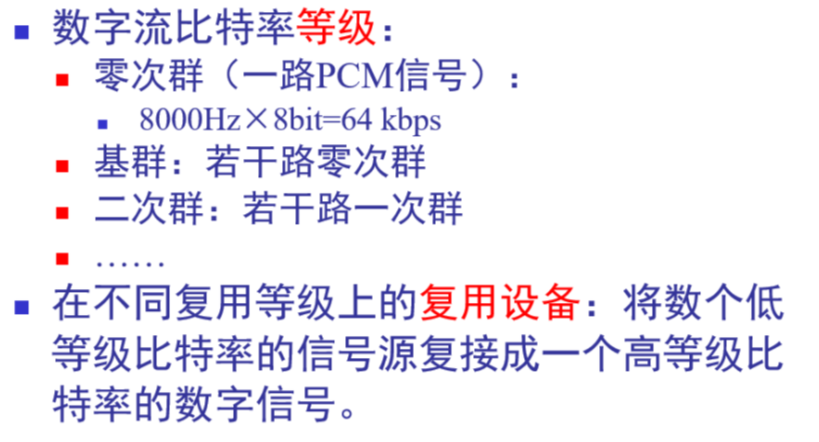 数字流比特率等级：
零次群（一路PCM信号）：
8000Hz×8bit=64 kbps
基群：若干路零次群
二次群：若干路一次群
……
在不同复用等级上的复用设备：将数个低
等级比特率的信号源复接成一个高等级比
特率的数字信号。